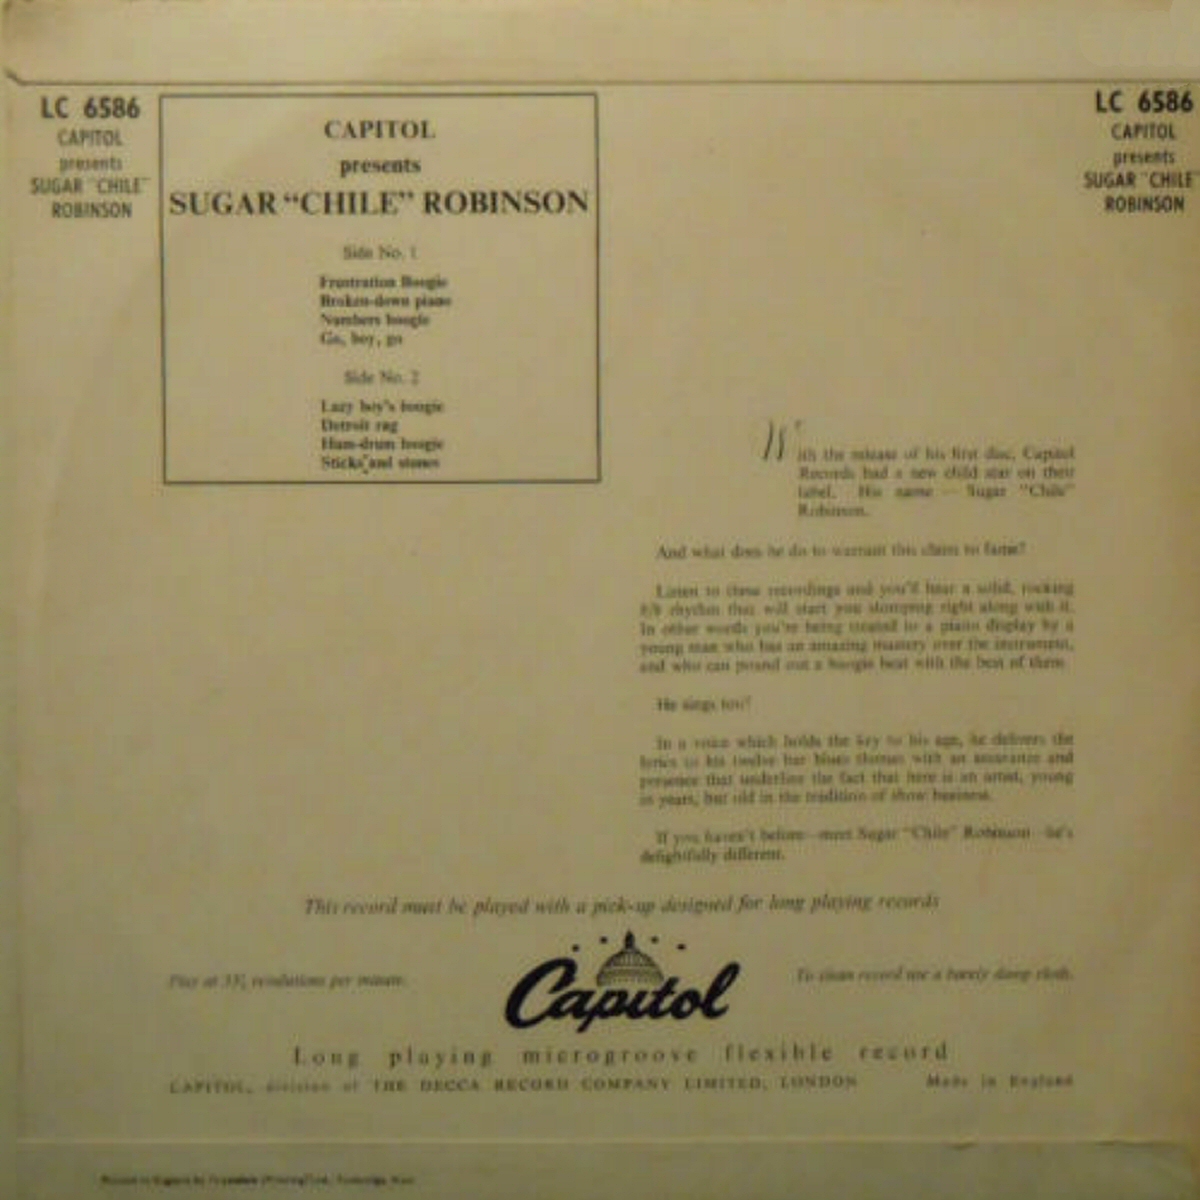 LC 6586
CAPITOL
presents
SUGAR "CHILE"
ROBINSON
CAPITOL
presents
SUGAR "CHILE" ROBINSON
Side No. 1
Frustration Boogie
Broken-down piano
Numbers boogie
Go, boy, go
Side No. 2
Lazy boy's boogie
Detroit rag
Hum-drum boogie
Sticks and stones
LC 6586
CAPITOL
presents
SUGAR "CHILE"
ROBINSON
With the release of his first disc, Capitol
Records had a new child star on their
label. His name — Sugar "Chile"
Robinson.
And what does he do to warrant this claim to fame?
Listen to these recordings and you'll hear a solid, rocking
8/8 rhythm that will start you stomping right along with it.
In other words you're being treated to a piano display by a
young man who has an amazing mastery over the instrument,
and who can pound out a boogie beat with the best of them.
He sings too?
In a voice which holds the key to his age, he delivers the
lyrics to his twelve bar blues themes with an assurance and
presence that underline the fact that here is an artist, young
in years, but old in the tradition of show business.
If you haven't before—meet Sugar "Chile" Robinson—he's
delightfully different.
This record must be played with a pick-up designed for long playing records
Play at 33⅓ revolutions per minute.
Capitol
To clean record use a barely damp cloth.
Long playing microgroove flexible record
CAPITOL, division of THE DECCA RECORD COMPANY LIMITED, LONDON
Made in England
Printed in England by